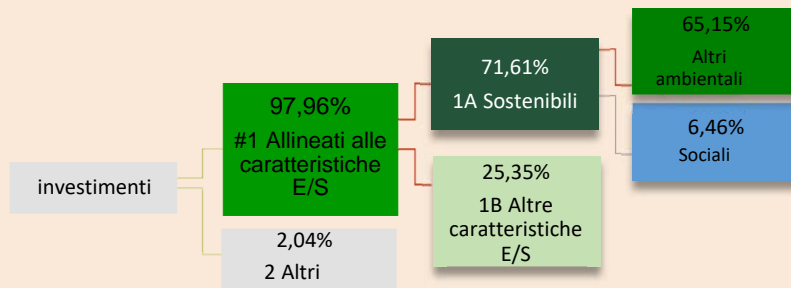 investimenti
97,96%
#1 Allineati alle
caratteristiche
E/S
2,04%
2 Altri
71,61%
1A Sostenibili
25,35%
1B Altre
caratteristiche
E/S
65,15%
Altri
ambientali
6,46%
Sociali